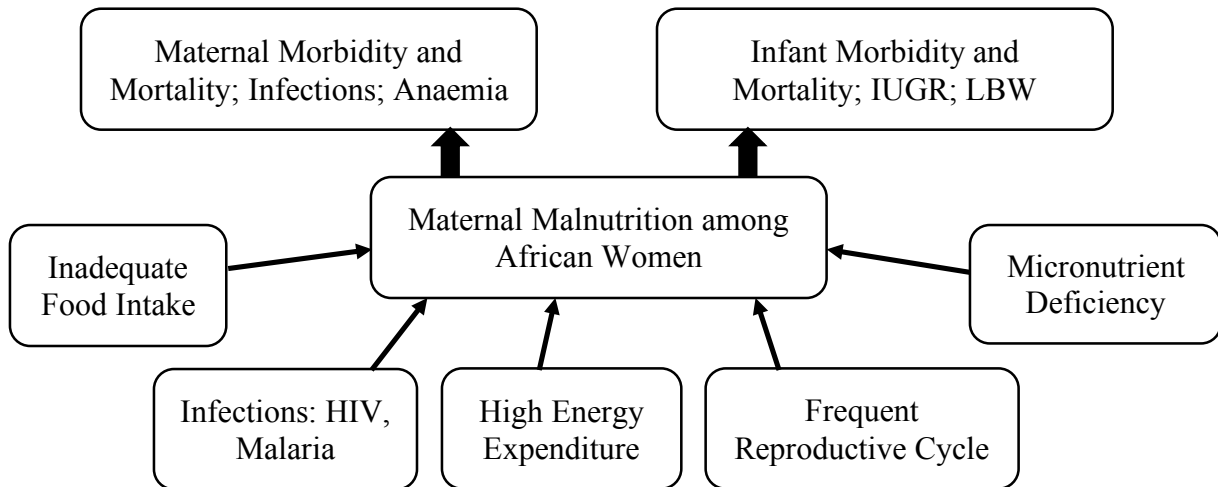 Maternal Morbidity and
Mortality; Infections; Anaemia
Infant Morbidity and
Mortality; IUGR; LBW
Maternal Malnutrition among
African Women
Inadequate
Food Intake
Micronutrient
Deficiency
Infections: HIV,
Malaria
High Energy
Expenditure
Frequent
Reproductive Cycle